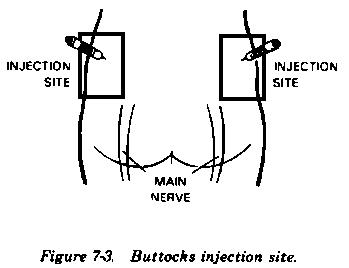 INJECTION
SITE
INJECTION
SITE
MAIN
NERVE
Figure 7-3. Buttocks injection site.